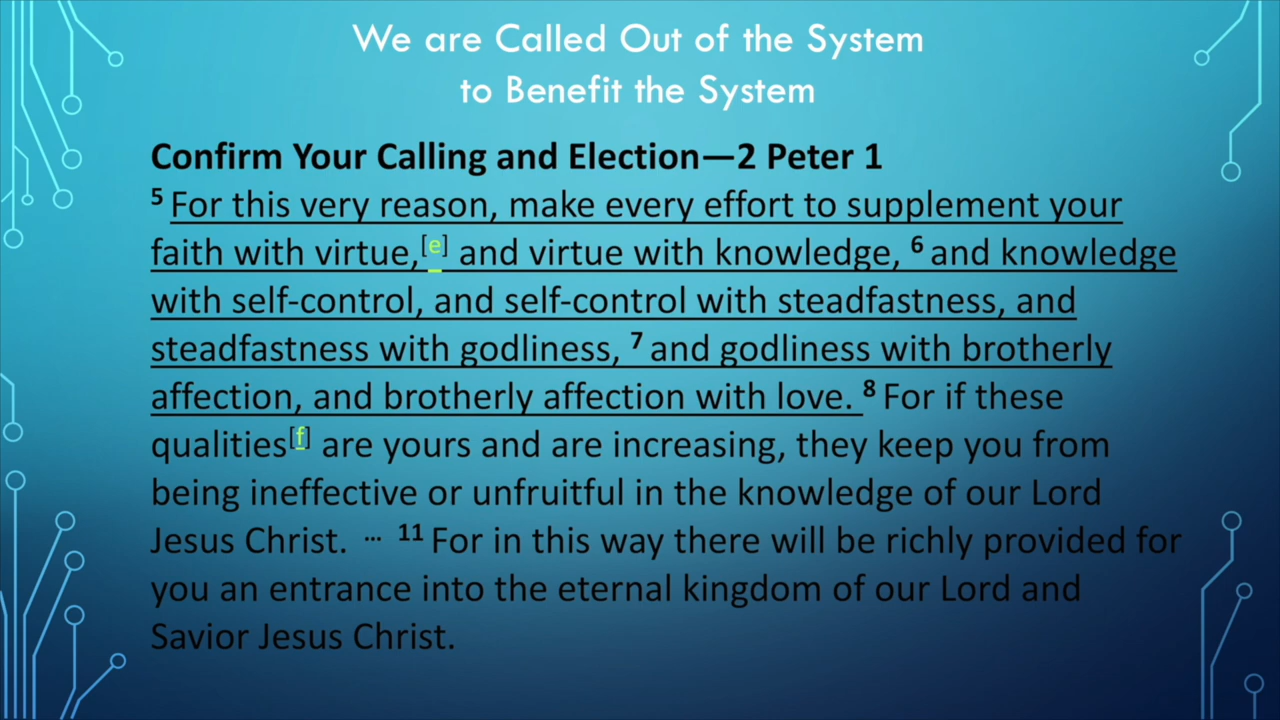 We are Called Out of the System
to Benefit the System
Confirm Your Calling and Election—2 Peter 1
5 For this very reason, make every effort to supplement your
faith with virtue,[e] and virtue with knowledge, 6 and knowledge
with self-control, and self-control with steadfastness, and
steadfastness with godliness, 7 and godliness with brotherly
affection, and brotherly affection with love. 8 For if these
qualities[f] are yours and are increasing, they keep you from
being ineffective or unfruitful in the knowledge of our Lord
Jesus Christ. … 11 For in this way there will be richly provided for
you an entrance into the eternal kingdom of our Lord and
Savior Jesus Christ.